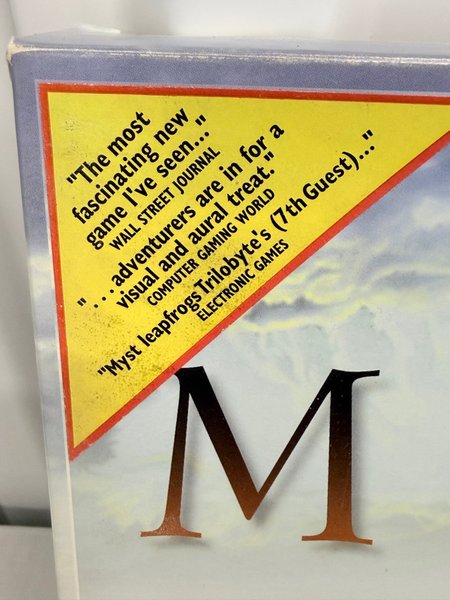 "The most
fascinating new
game I've seen..."
WALL STREET JOURNAL
"...adventurers are in for a
visual and aural treat."
COMPUTER GAMING WORLD
"Myst leapfrogs Trilobyte's (7th Guest)..."
ELECTRONIC GAMES
M